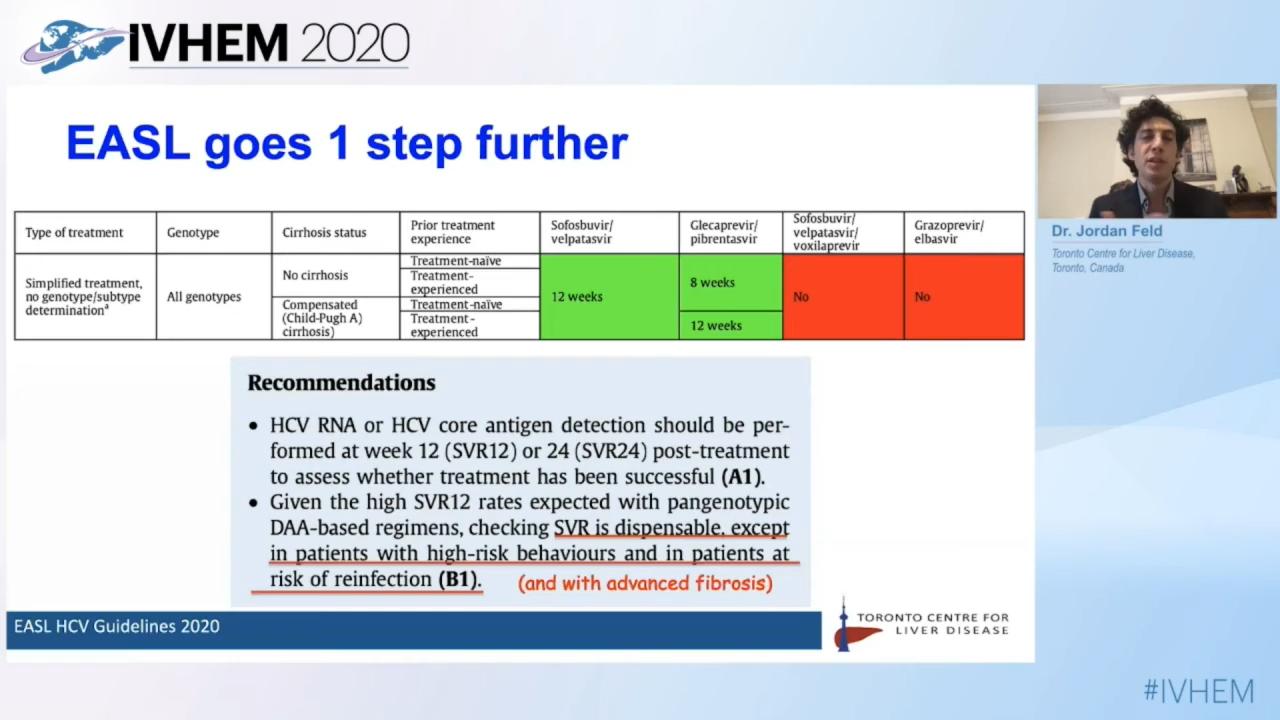 IVHEM 2020
EASL goes 1 step further
Type of treatment
Genotype
Cirrhosis status
Prior treatment
experience
Sofosbuvir/
velpatasvir
Glecaprevir/
pibrentasvir
Sofosbuvir/
velpatasvir/
voxilaprevir
Grazoprevir/
elbasvir
Simplified treatment,
no genotype/subtype
determinationᵃ
All genotypes
No cirrhosis
Treatment-naïve
Treatment-
experienced
Compensated
(Child-Pugh A)
cirrhosis)
Treatment-naïve
Treatment-
experienced
12 weeks
8 weeks
12 weeks
No
No
Recommendations
• HCV RNA or HCV core antigen detection should be per-
formed at week 12 (SVR12) or 24 (SVR24) post-treatment
to assess whether treatment has been successful (A1).
• Given the high SVR12 rates expected with pangenotypic
DAA-based regimens, checking SVR is dispensable, except
in patients with high-risk behaviours and in patients at
risk of reinfection (B1). (and with advanced fibrosis)
EASL HCV Guidelines 2020
TORONTO CENTRE FOR
LIVER DISEASE
Dr. Jordan Feld
Toronto Centre for Liver Disease,
Toronto, Canada
#IVHEM